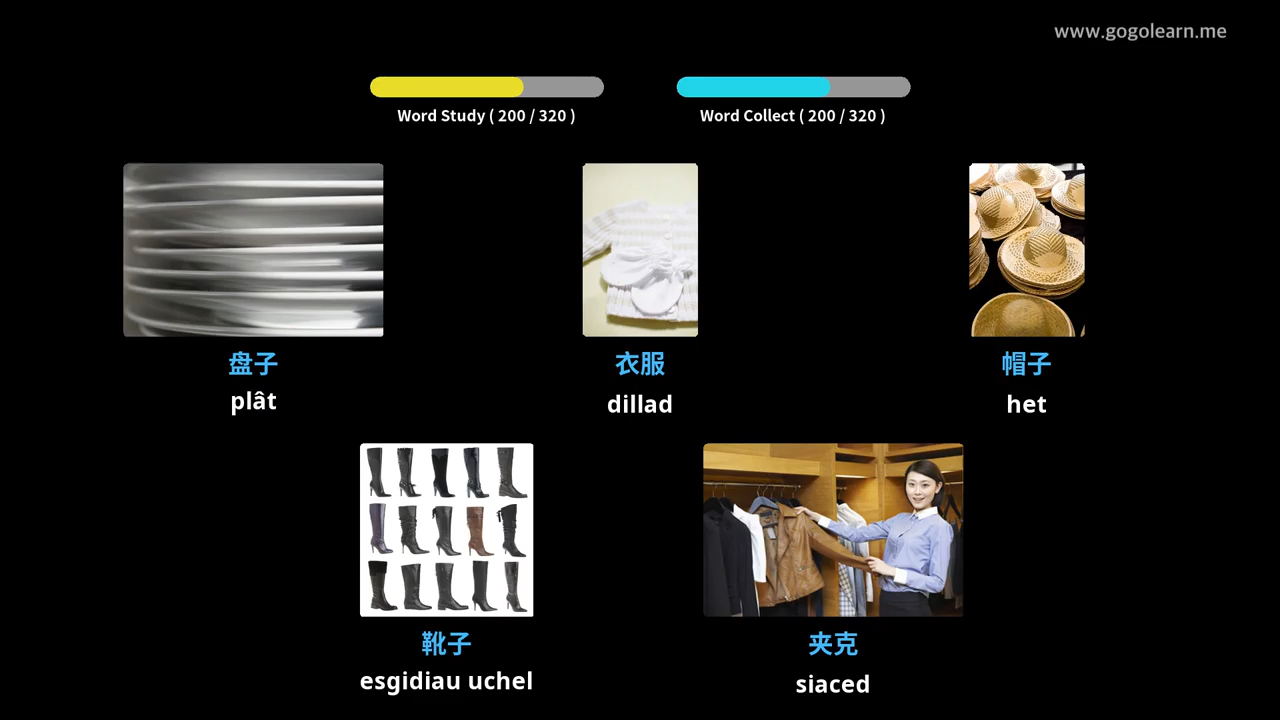 www.gogolearn.me
Word Study ( 200 / 320 )
Word Collect ( 200 / 320 )
盘子
plât
衣服
dillad
帽子
het
靴子
esgidiau uchel
夹克
siaced